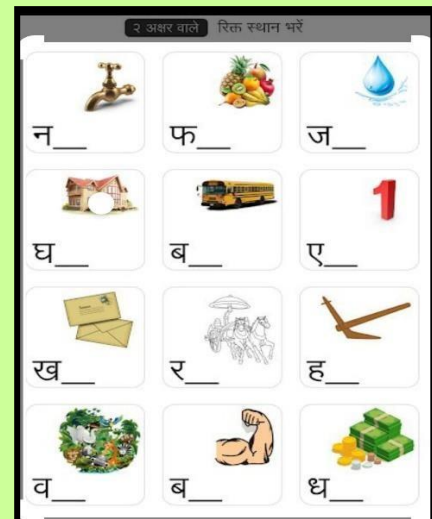 २ अक्षर वाले रिक्त स्थान भरें
न__ फ__ ज__
घ__ ब__ 1 ए__
ख__ र__ ह__
व__ ब__ ध__